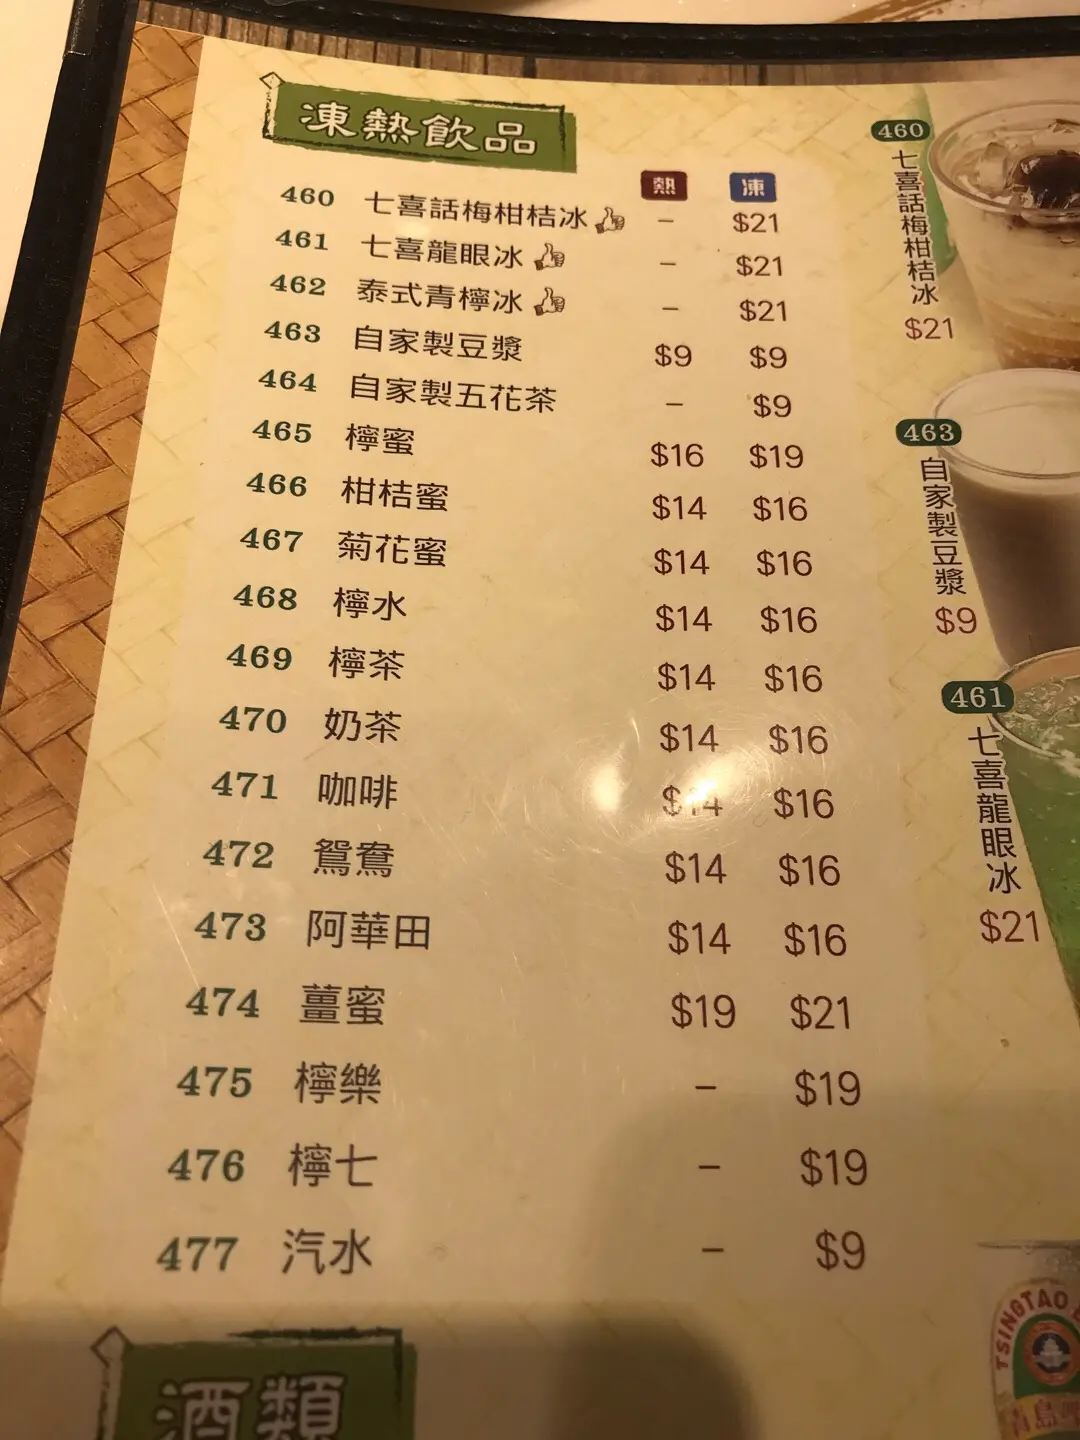 凍熱飲品
熱 凍
460 七喜話梅柑桔冰 – $21
461 七喜龍眼冰 – $21
462 泰式青檸冰 – $21
463 自家製豆漿 $9 $9
464 自家製五花茶 – $9
465 檸蜜 $16 $19
466 柑桔蜜 $14 $16
467 菊花蜜 $14 $16
468 檸水 $14 $16
469 檸茶 $14 $16
470 奶茶 $14 $16
471 咖啡 $14 $16
472 鴛鴦 $14 $16
473 阿華田 $14 $16
474 薑蜜 $19 $21
475 檸樂 – $19
476 檸七 – $19
477 汽水 – $9
酒類
460
七喜話梅柑桔冰
$21
463
自家製豆漿
$9
461
七喜龍眼冰
$21
TSINGTAO
青島